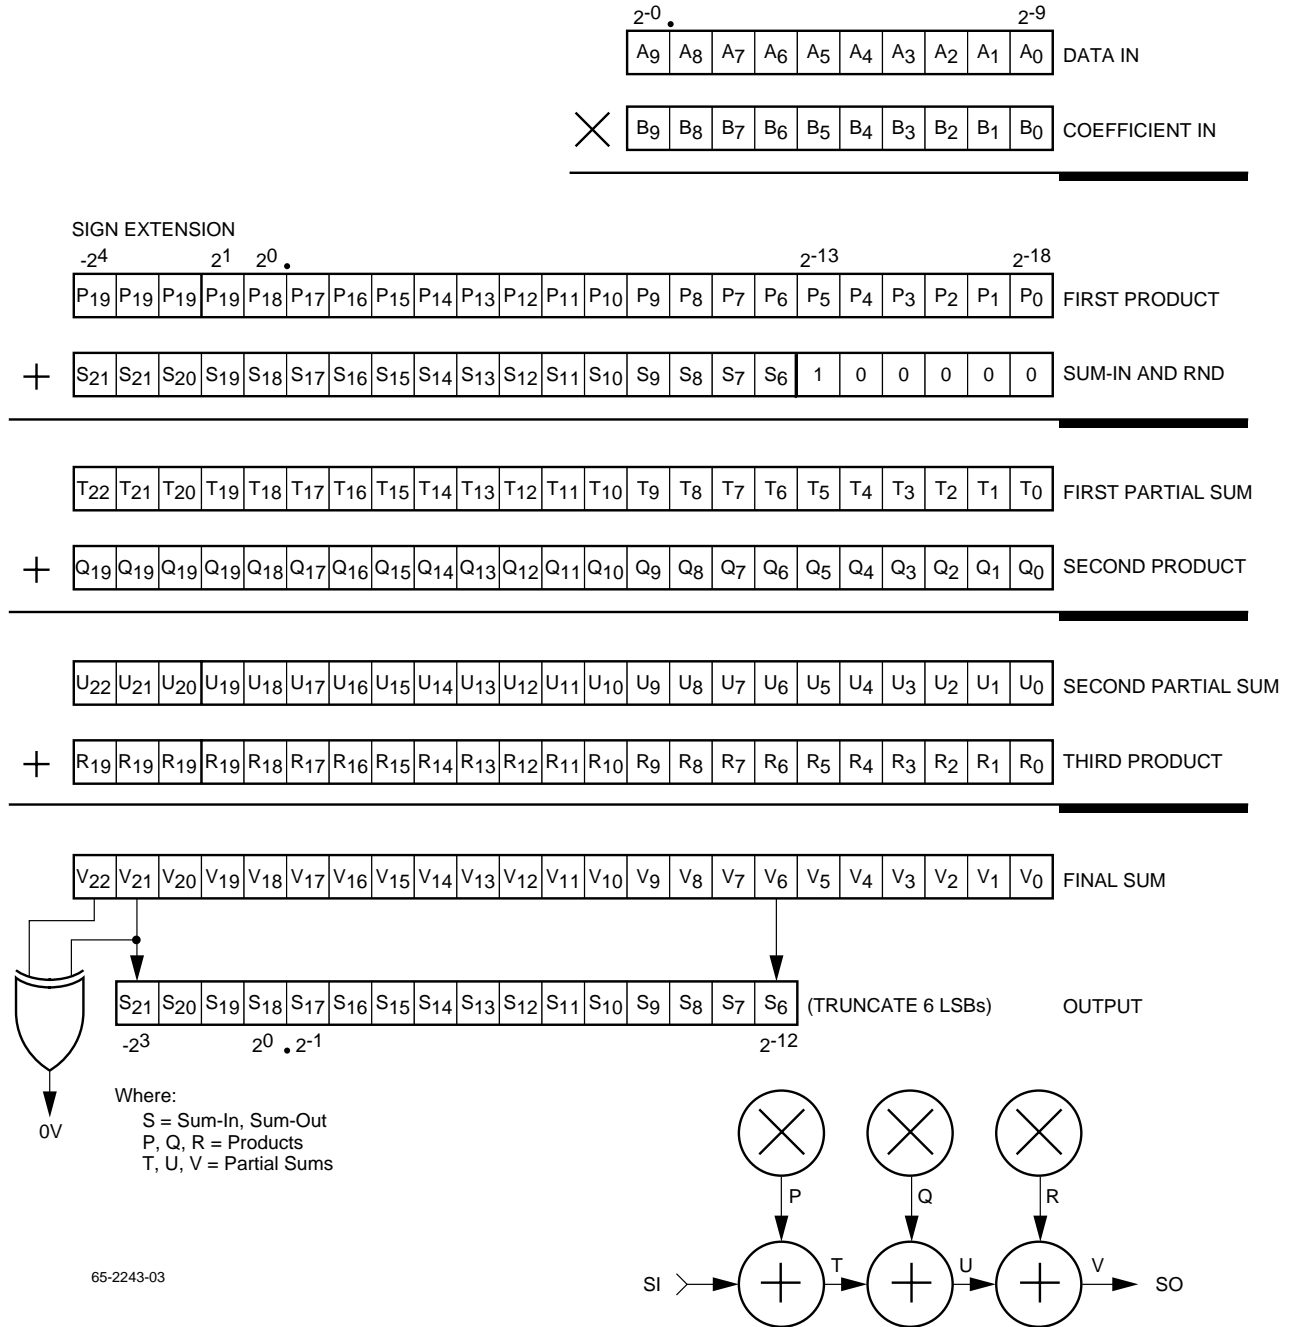 2-0 . 2-9
A9 A8 A7 A6 A5 A4 A3 A2 A1 A0 DATA IN
B9 B8 B7 B6 B5 B4 B3 B2 B1 B0 COEFFICIENT IN
SIGN EXTENSION
-24 21 20 . 2-13 2-18
P19 P19 P19 P19 P18 P17 P16 P15 P14 P13 P12 P11 P10 P9 P8 P7 P6 P5 P4 P3 P2 P1 P0 FIRST PRODUCT
+ S21 S21 S20 S19 S18 S17 S16 S15 S14 S13 S12 S11 S10 S9 S8 S7 S6 1 0 0 0 0 0 SUM-IN AND RND
T22 T21 T20 T19 T18 T17 T16 T15 T14 T13 T12 T11 T10 T9 T8 T7 T6 T5 T4 T3 T2 T1 T0 FIRST PARTIAL SUM
+ Q19 Q19 Q19 Q19 Q18 Q17 Q16 Q15 Q14 Q13 Q12 Q11 Q10 Q9 Q8 Q7 Q6 Q5 Q4 Q3 Q2 Q1 Q0 SECOND PRODUCT
U22 U21 U20 U19 U18 U17 U16 U15 U14 U13 U12 U11 U10 U9 U8 U7 U6 U5 U4 U3 U2 U1 U0 SECOND PARTIAL SUM
+ R19 R19 R19 R19 R18 R17 R16 R15 R14 R13 R12 R11 R10 R9 R8 R7 R6 R5 R4 R3 R2 R1 R0 THIRD PRODUCT
V22 V21 V20 V19 V18 V17 V16 V15 V14 V13 V12 V11 V10 V9 V8 V7 V6 V5 V4 V3 V2 V1 V0 FINAL SUM
S21 S20 S19 S18 S17 S16 S15 S14 S13 S12 S11 S10 S9 S8 S7 S6 (TRUNCATE 6 LSBs) OUTPUT
-23 20 . 2-1 2-12
0V
Where:
S = Sum-In, Sum-Out
P, Q, R = Products
T, U, V = Partial Sums
P Q R
SI T U V SO
65-2243-03